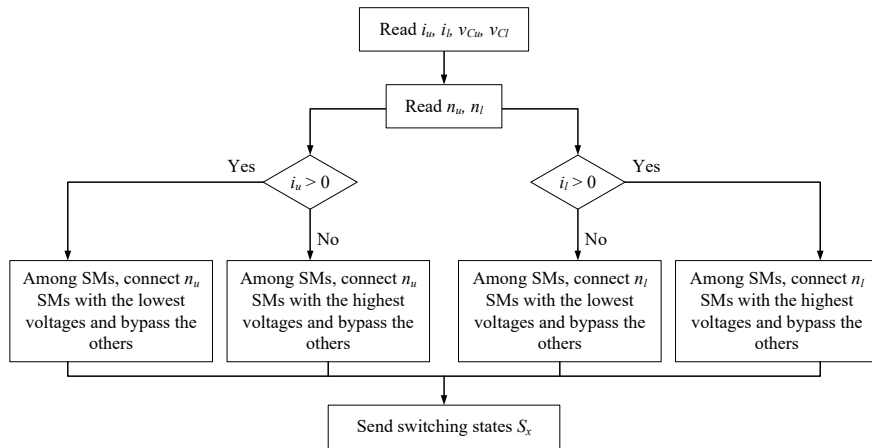 Read i_u, i_l, v_Cu, v_Cl
Read n_u, n_l
Yes
i_u > 0
No
i_l > 0
Yes
No
Among SMs, connect n_u
SMs with the lowest
voltages and bypass the
others
Among SMs, connect n_u
SMs with the highest
voltages and bypass the
others
Among SMs, connect n_l
SMs with the lowest
voltages and bypass the
others
Among SMs, connect n_l
SMs with the highest
voltages and bypass the
others
Send switching states S_x